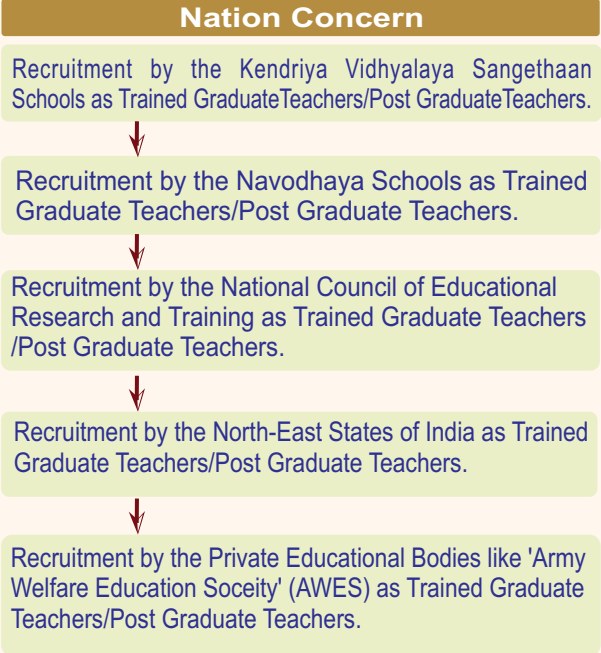 Nation Concern
Recruitment by the Kendriya Vidhyalaya Sangethaan
Schools as Trained GraduateTeachers/Post GraduateTeachers.
Recruitment by the Navodhaya Schools as Trained
Graduate Teachers/Post Graduate Teachers.
Recruitment by the National Council of Educational
Research and Training as Trained Graduate Teachers
/Post Graduate Teachers.
Recruitment by the North-East States of India as Trained
Graduate Teachers/Post Graduate Teachers.
Recruitment by the Private Educational Bodies like 'Army
Welfare Education Soceity' (AWES) as Trained Graduate
Teachers/Post Graduate Teachers.